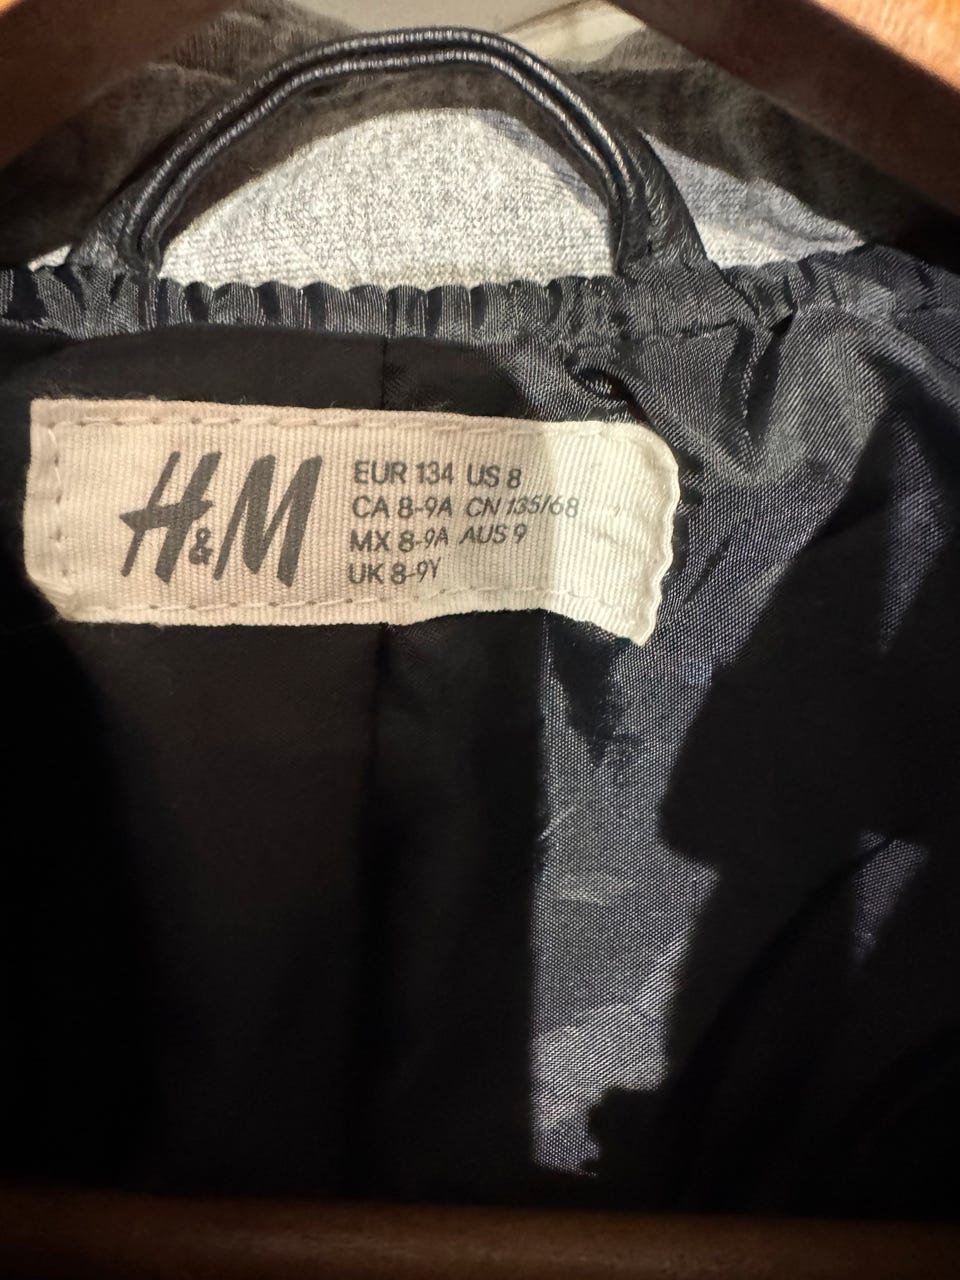 H&M
EUR 134 US 8
CA 8-9A CN 135/68
MX 8-9A AUS 9
UK 8-9Y